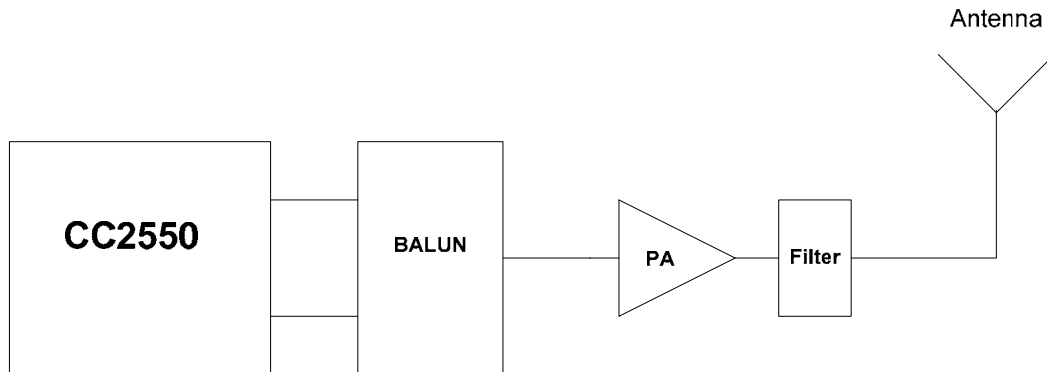 Antenna
CC2550
BALUN
PA
Filter